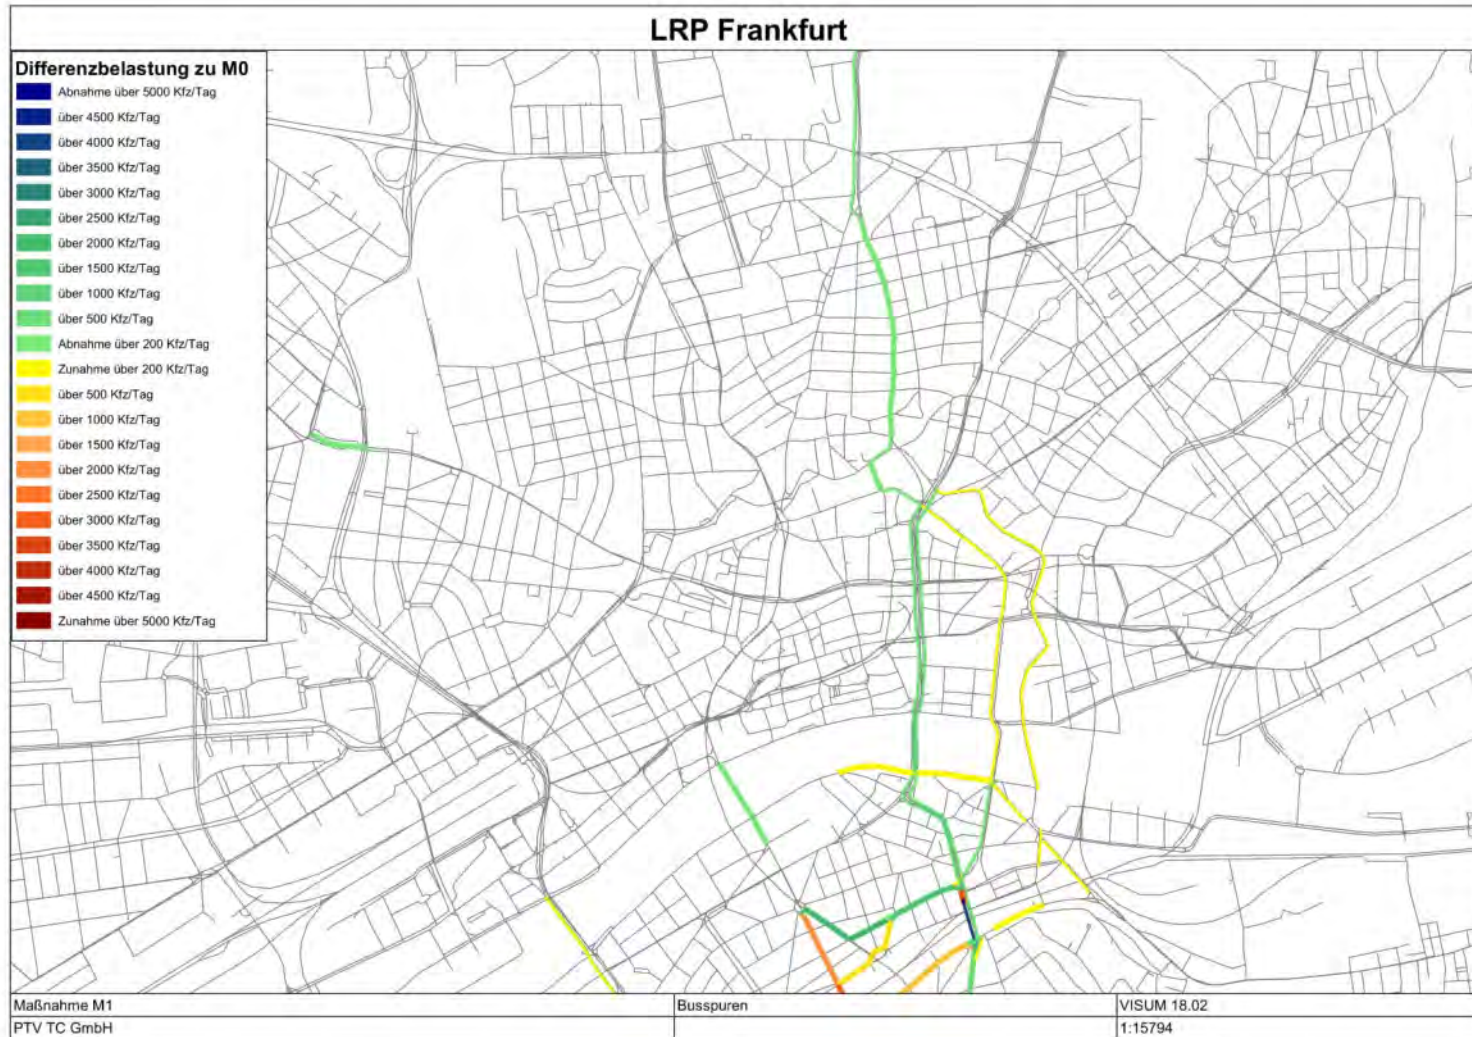 LRP Frankfurt
Differenzbelastung zu M0
Abnahme über 5000 Kfz/Tag
über 4500 Kfz/Tag
über 4000 Kfz/Tag
über 3500 Kfz/Tag
über 3000 Kfz/Tag
über 2500 Kfz/Tag
über 2000 Kfz/Tag
über 1500 Kfz/Tag
über 1000 Kfz/Tag
über 500 Kfz/Tag
Abnahme über 200 Kfz/Tag
Zunahme über 200 Kfz/Tag
über 500 Kfz/Tag
über 1000 Kfz/Tag
über 1500 Kfz/Tag
über 2000 Kfz/Tag
über 2500 Kfz/Tag
über 3000 Kfz/Tag
über 3500 Kfz/Tag
über 4000 Kfz/Tag
über 4500 Kfz/Tag
Zunahme über 5000 Kfz/Tag
Maßnahme M1
Busspuren
VISUM 18.02
PTV TC GmbH
1:15794